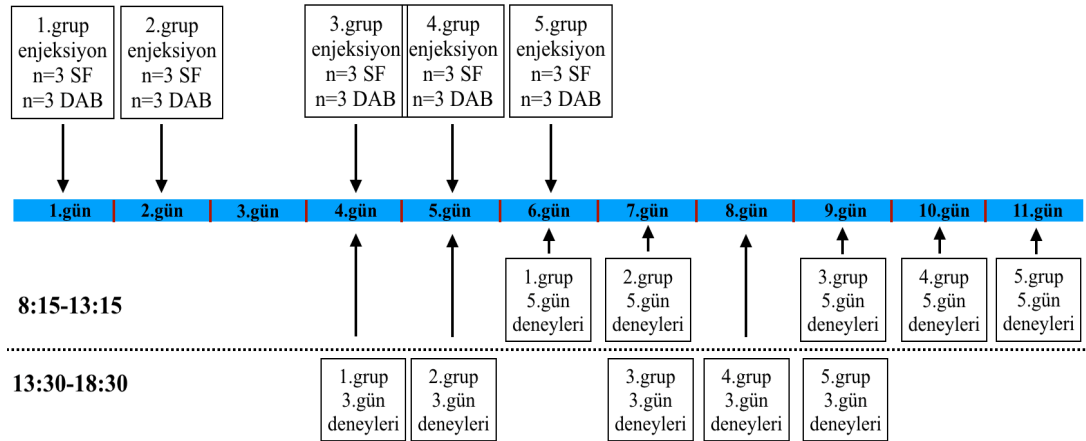 1.grup
enjeksiyon
n=3 SF
n=3 DAB
2.grup
enjeksiyon
n=3 SF
n=3 DAB
3.grup
enjeksiyon
n=3 SF
n=3 DAB
4.grup
enjeksiyon
n=3 SF
n=3 DAB
5.grup
enjeksiyon
n=3 SF
n=3 DAB
1.gün 2.gün 3.gün 4.gün 5.gün 6.gün 7.gün 8.gün 9.gün 10.gün 11.gün
8:15-13:15
1.grup
5.gün
deneyleri
2.grup
5.gün
deneyleri
3.grup
5.gün
deneyleri
4.grup
5.gün
deneyleri
5.grup
5.gün
deneyleri
13:30-18:30
1.grup
3.gün
deneyleri
2.grup
3.gün
deneyleri
3.grup
3.gün
deneyleri
4.grup
3.gün
deneyleri
5.grup
3.gün
deneyleri